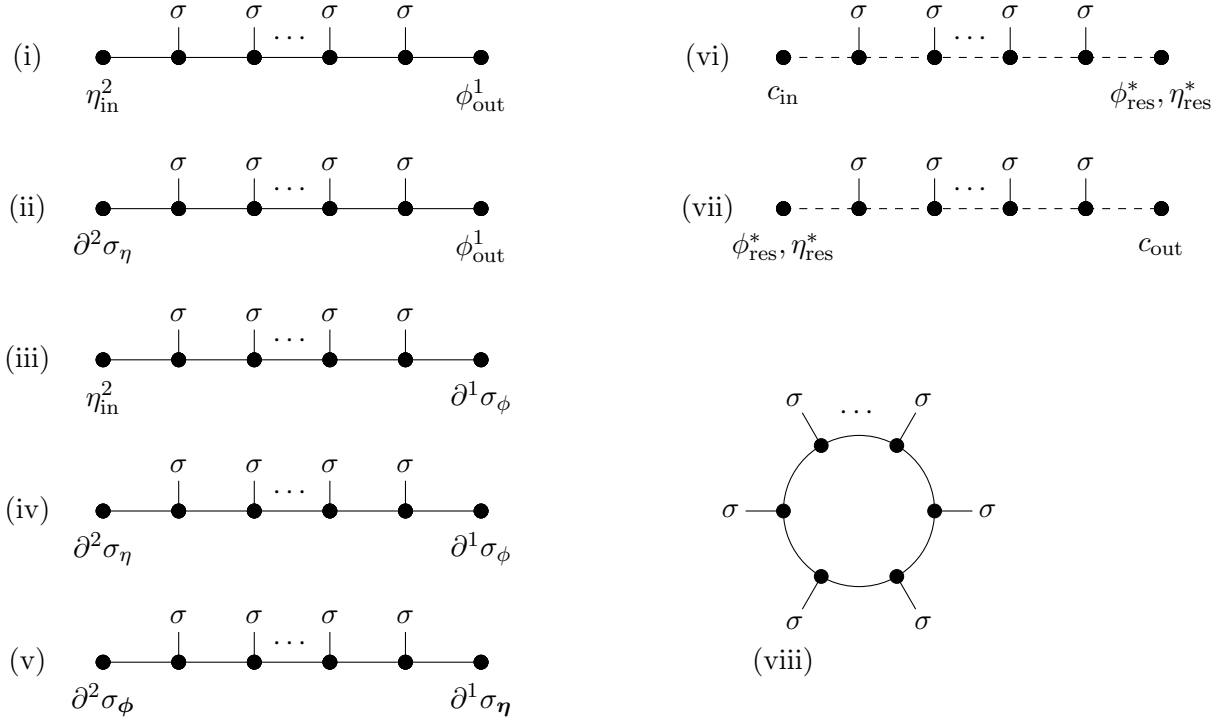 (i) σ σ ⋯ σ σ
η²_in φ¹_out
(ii) σ σ ⋯ σ σ
∂²σ_η φ¹_out
(iii) σ σ ⋯ σ σ
η²_in ∂¹σ_ϕ
(iv) σ σ ⋯ σ σ
∂²σ_η ∂¹σ_ϕ
(v) σ σ ⋯ σ σ
∂²σ_ϕ ∂¹σ_η
(vi) σ σ ⋯ σ σ
c_in ϕ*_res, η*_res
(vii) σ σ ⋯ σ σ
ϕ*_res, η*_res c_out
σ ⋯ σ
σ σ
σ σ
(viii)